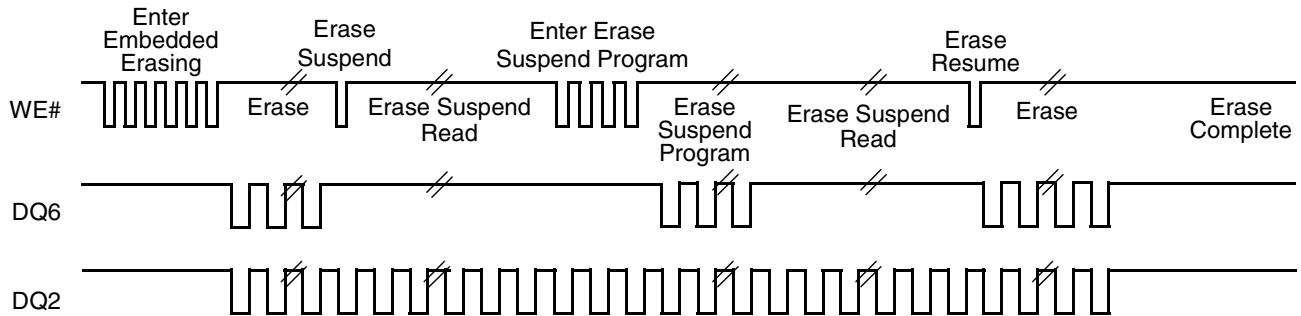 Enter
Embedded
Erasing
Erase
Suspend
Enter Erase
Suspend Program
Erase
Resume
WE#
Erase
Erase Suspend
Read
Erase
Suspend
Program
Erase Suspend
Read
Erase
Erase
Complete
DQ6
DQ2